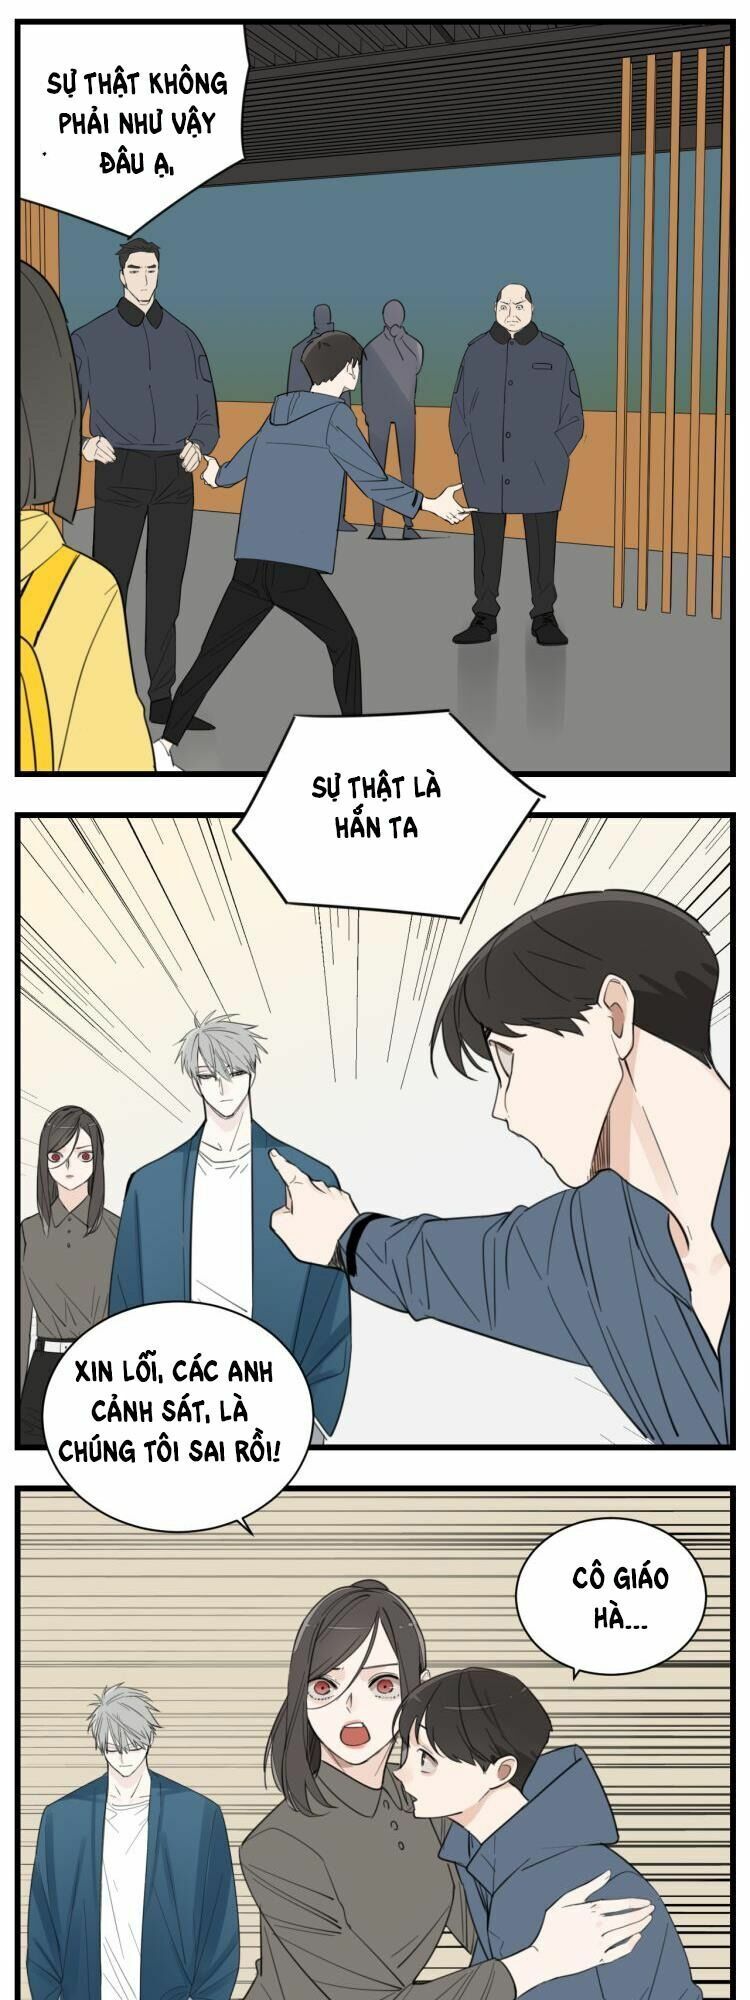 SỰ THẬT KHÔNG
PHẢI NHƯ VẬY
ĐÂU Ạ,
SỰ THẬT LÀ
HẮN TA
XIN LỖI, CÁC ANH
CẢNH SÁT, LÀ
CHÚNG TÔI SAI RỒI!
CÔ GIÁO
HÀ...